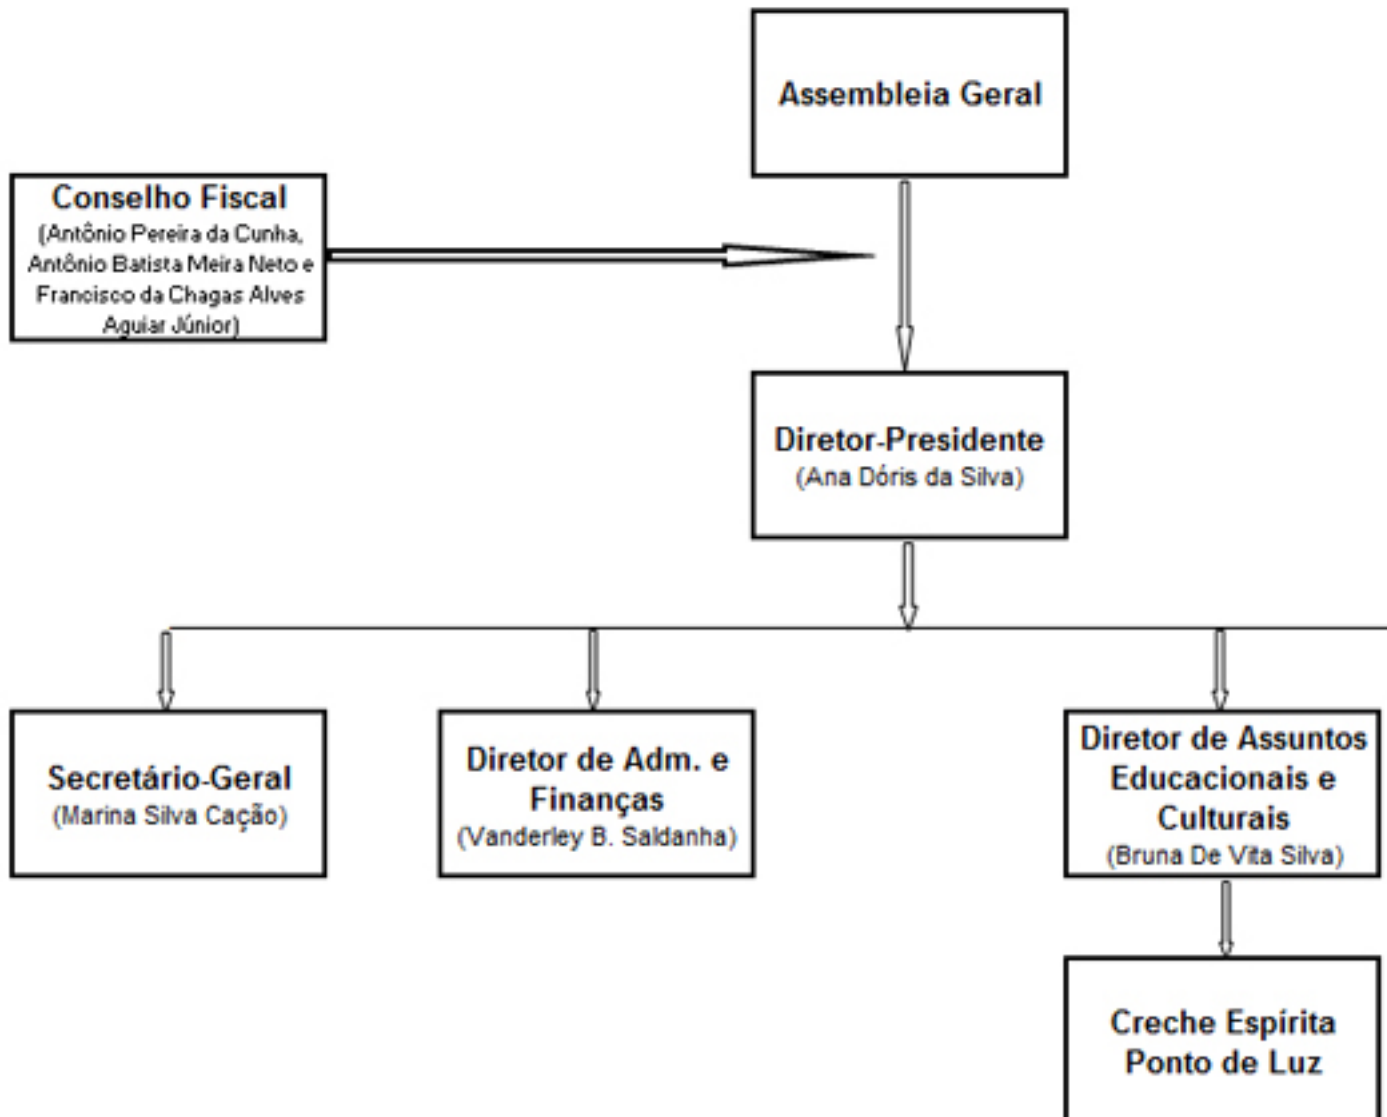 Assembleia Geral
Conselho Fiscal
(Antônio Pereira da Cunha,
Antônio Batista Meira Neto e
Francisco da Chagas Alves
Aguiar Júnior)
Diretor-Presidente
(Ana Dóris da Silva)
Secretário-Geral
(Marina Silva Cação)
Diretor de Adm. e
Finanças
(Vanderley B. Saldanha)
Diretor de Assuntos
Educacionais e
Culturais
(Bruna De Vita Silva)
Creche Espírita
Ponto de Luz